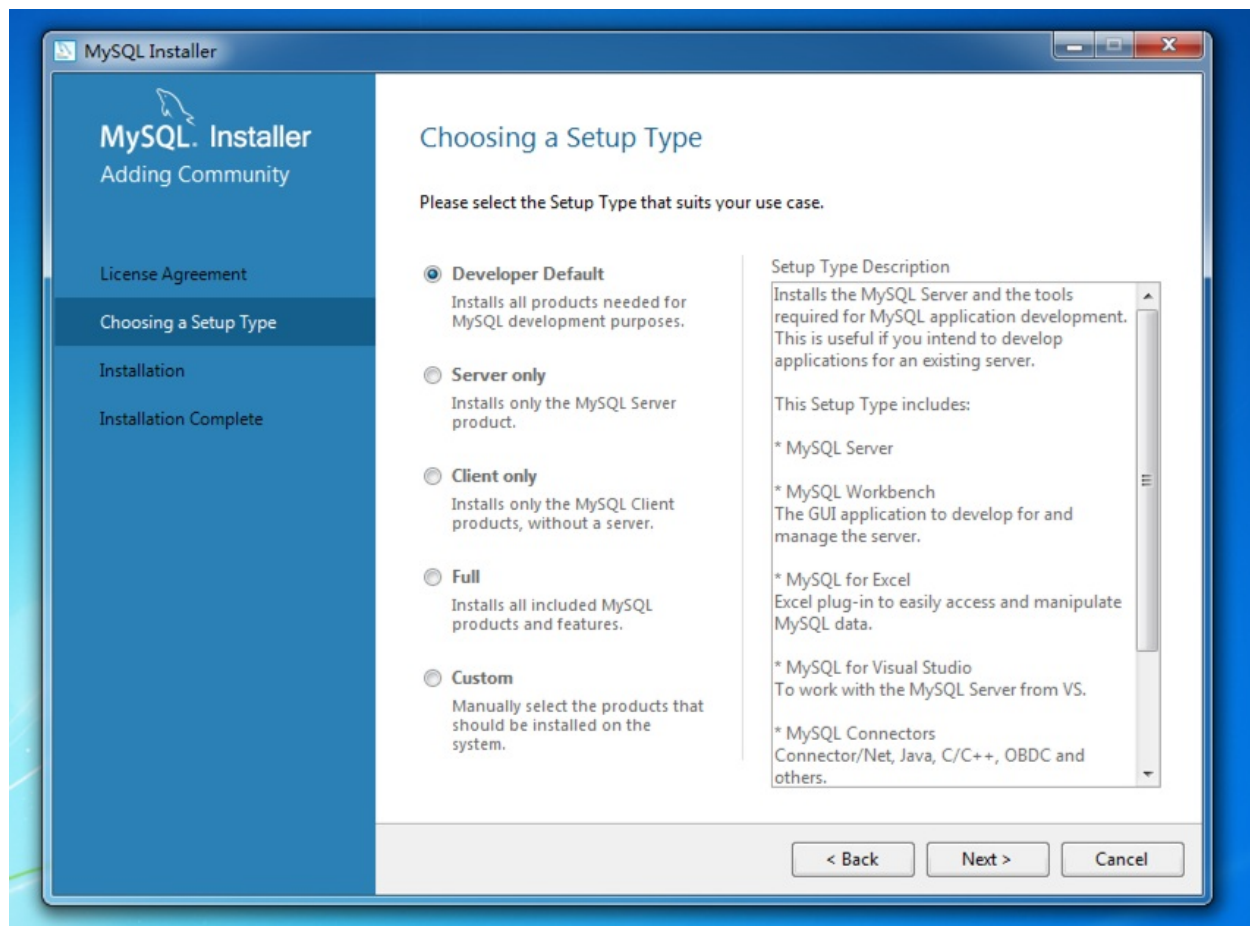 MySQL Installer
MySQL. Installer
Adding Community
License Agreement
Choosing a Setup Type
Installation
Installation Complete
Choosing a Setup Type
Please select the Setup Type that suits your use case.
Developer Default
Installs all products needed for
MySQL development purposes.
Server only
Installs only the MySQL Server
product.
Client only
Installs only the MySQL Client
products, without a server.
Full
Installs all included MySQL
products and features.
Custom
Manually select the products that
should be installed on the
system.
Setup Type Description
Installs the MySQL Server and the tools
required for MySQL application development.
This is useful if you intend to develop
applications for an existing server.
This Setup Type includes:
* MySQL Server
* MySQL Workbench
The GUI application to develop for and
manage the server.
* MySQL for Excel
Excel plug-in to easily access and manipulate
MySQL data.
* MySQL for Visual Studio
To work with the MySQL Server from VS.
* MySQL Connectors
Connector/Net, Java, C/C++, OBDC and
others.
< Back
Next >
Cancel